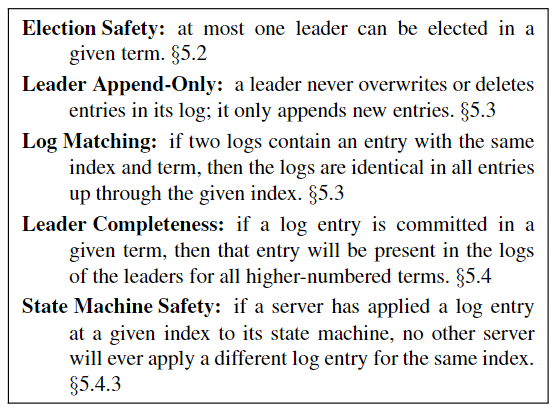 Election Safety: at most one leader can be elected in a
given term. §5.2
Leader Append-Only: a leader never overwrites or deletes
entries in its log; it only appends new entries. §5.3
Log Matching: if two logs contain an entry with the same
index and term, then the logs are identical in all entries
up through the given index. §5.3
Leader Completeness: if a log entry is committed in a
given term, then that entry will be present in the logs
of the leaders for all higher-numbered terms. §5.4
State Machine Safety: if a server has applied a log entry
at a given index to its state machine, no other server
will ever apply a different log entry for the same index.
§5.4.3